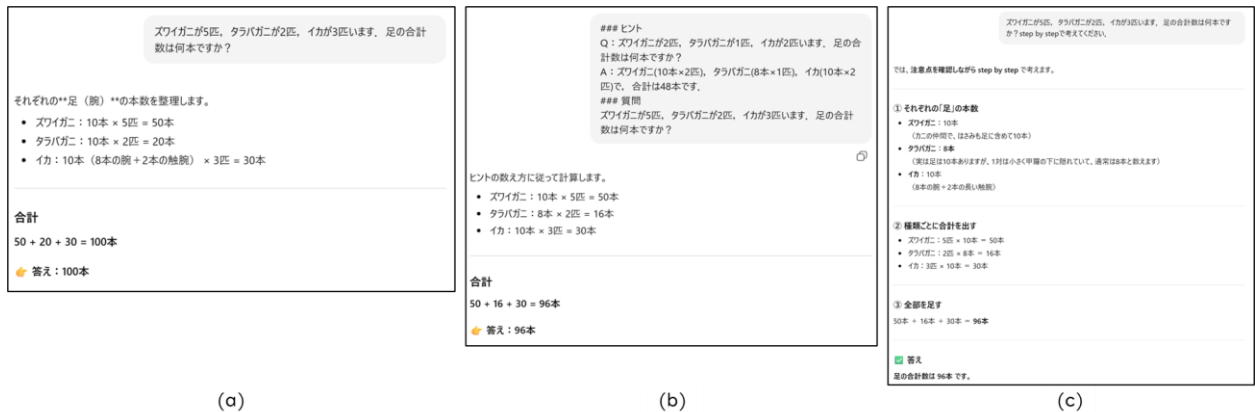 ズワイガニが5匹，タラバガニが2匹，イカが3匹います．足の合計
数は何本ですか？
それぞれの**足（腕）**の本数を整理します。
• ズワイガニ：10本 × 5匹 = 50本
• タラバガニ：10本 × 2匹 = 20本
• イカ：10本（8本の腕＋2本の触腕） × 3匹 = 30本
合計
50 + 20 + 30 = 100本
👉 答え：100本
(a)
### ヒント
Q：ズワイガニが2匹，タラバガニが1匹，イカが2匹います．足の合
計数は何本ですか？
A：ズワイガニ(10本×2匹)，タラバガニ(8本×1匹)，イカ(10本×2
匹)で，合計は48本です．
### 質問
ズワイガニが5匹，タラバガニが2匹，イカが3匹います．足の合計
数は何本ですか？
ヒントの数え方に従って計算します。
• ズワイガニ：10本 × 5匹 = 50本
• タラバガニ：8本 × 2匹 = 16本
• イカ：10本 × 3匹 = 30本
合計
50 + 16 + 30 = 96本
👉 答え：96本
(b)
ズワイガニが5匹，タラバガニが2匹，イカが3匹います．足の合計数は何本です
か？step by stepで考えてください．
では、注意点を確認しながら step by step で考えます。
① それぞれの「足」の本数
• ズワイガニ：10本
（カニの仲間で、はさみも足に含めて10本）
• タラバガニ：8本
（実は足は10本ありますが、1対は小さく甲羅の下に隠れていて、通常は8本と数えます）
• イカ：10本
（8本の腕＋2本の長い触腕）
② 種類ごとに合計を出す
• ズワイガニ：5匹 × 10本 = 50本
• タラバガニ：2匹 × 8本 = 16本
• イカ：3匹 × 10本 = 30本
③ 全部を足す
50本 + 16本 + 30本 = 96本
✅ 答え
足の合計数は 96本 です。
(c)